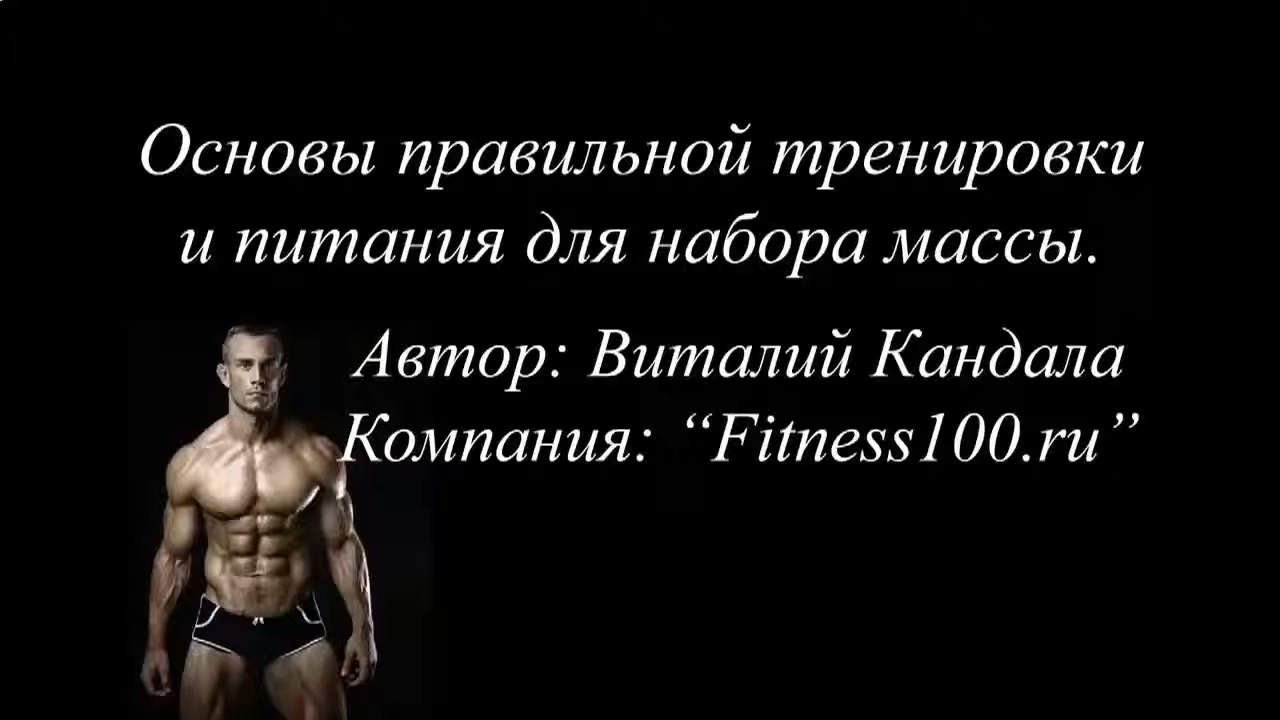 Основы правильной тренировки
и питания для набора массы.
Автор: Виталий Кандала
Компания: “Fitness100.ru”